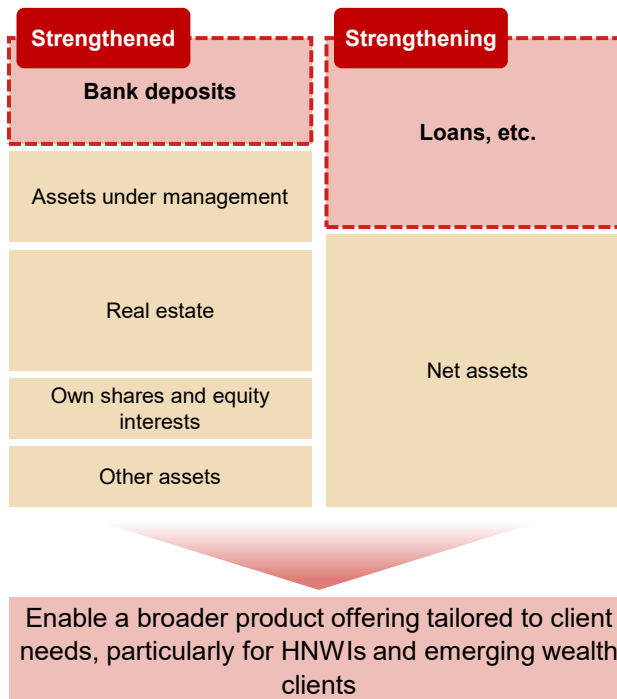 Strengthened
Bank deposits
Assets under management
Real estate
Own shares and equity
interests
Other assets
Strengthening
Loans, etc.
Net assets
Enable a broader product offering tailored to client
needs, particularly for HNWIs and emerging wealth
clients